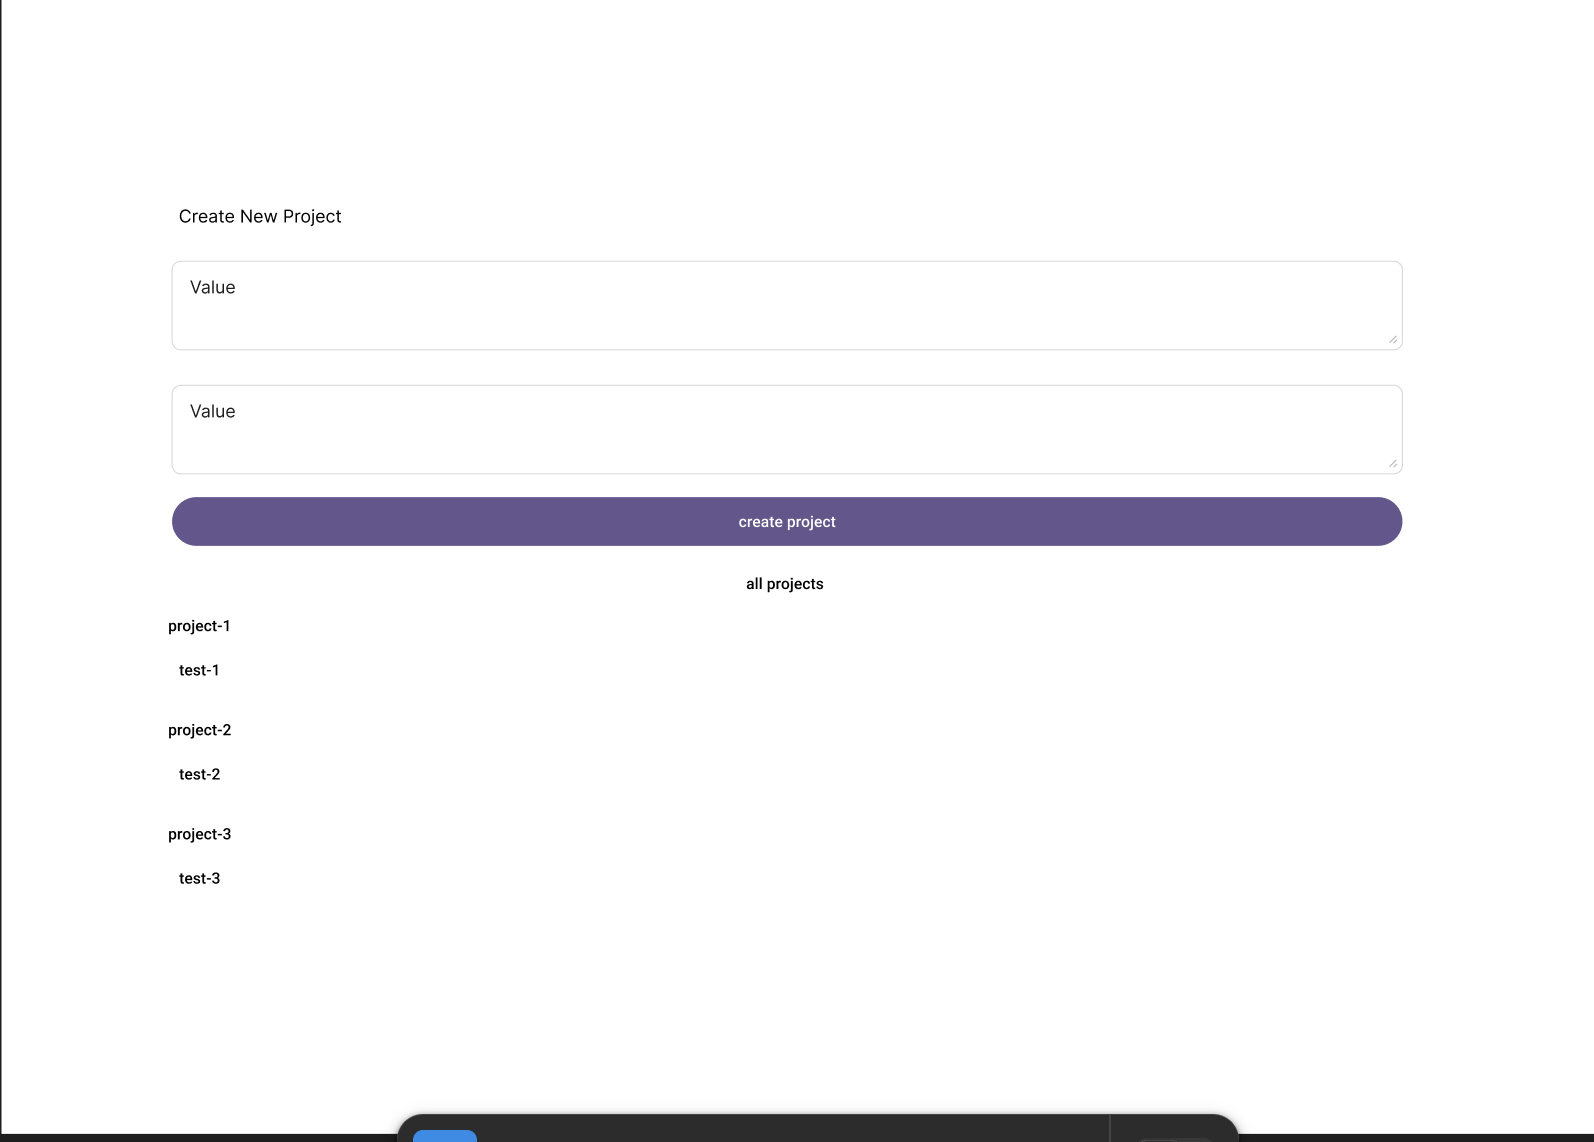 Create New Project
Value
Value
create project
all projects
project-1
test-1
project-2
test-2
project-3
test-3